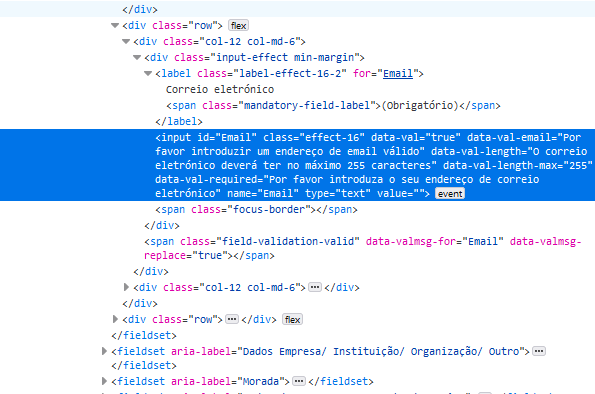 </div>
<div class="row"> flex
<div class="col-12 col-md-6">
<div class="input-effect min-margin">
<label class="label-effect-16-2" for="Email">
Correio eletrónico
<span class="mandatory-field-label">(Obrigatório)</span>
</label>
<input id="Email" class="effect-16" data-val="true" data-val-email="Por
favor introduzir um endereço de email válido" data-val-length="O correio
eletrónico deverá ter no máximo 255 caracteres" data-val-length-max="255"
data-val-required="Por favor introduza o seu endereço de correio
eletrónico" name="Email" type="text" value=""> event
<span class="focus-border"></span>
</div>
<span class="field-validation-valid" data-valmsg-for="Email" data-valmsg-
replace="true"></span>
</div>
<div class="col-12 col-md-6"> ... </div>
</div>
<div class="row"> ... </div> flex
</fieldset>
<fieldset aria-label="Dados Empresa/ Instituição/ Organização/ Outro"> ...
</fieldset>
<fieldset aria-label="Morada"> ... </fieldset>